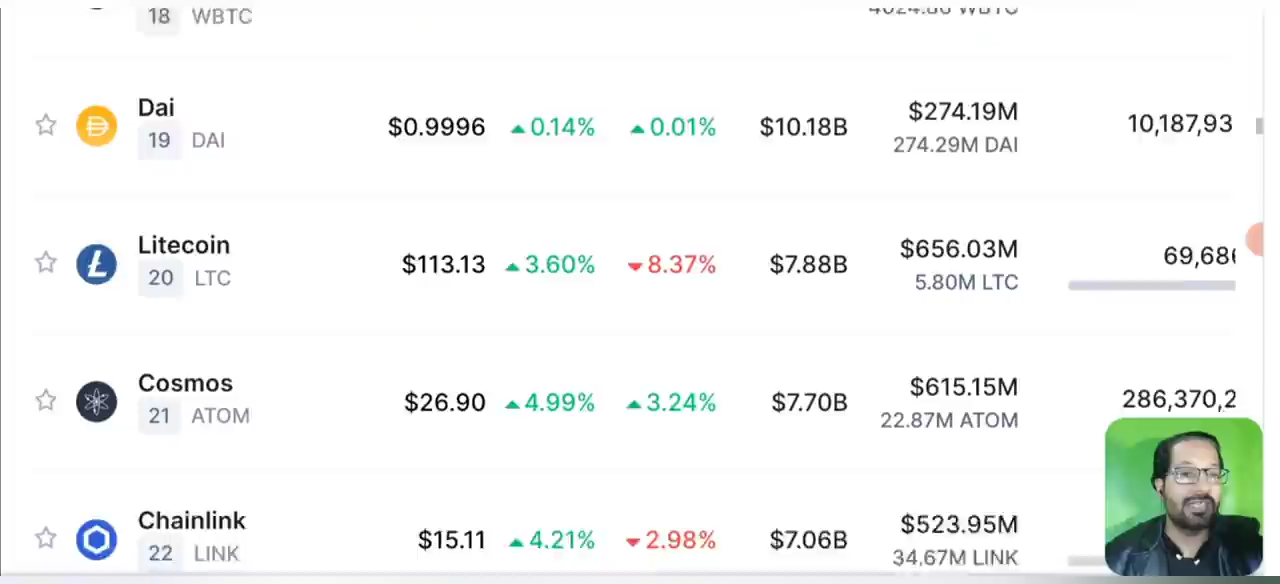 18 WBTC
Dai $0.9996 0.14% 0.01% $10.18B $274.19M 10,187,93
19 DAI 274.29M DAI
Litecoin $113.13 3.60% 8.37% $7.88B $656.03M 69,686
20 LTC 5.80M LTC
Cosmos $26.90 4.99% 3.24% $7.70B $615.15M 286,370,2
21 ATOM 22.87M ATOM
Chainlink $15.11 4.21% 2.98% $7.06B $523.95M
22 LINK 34.67M LINK